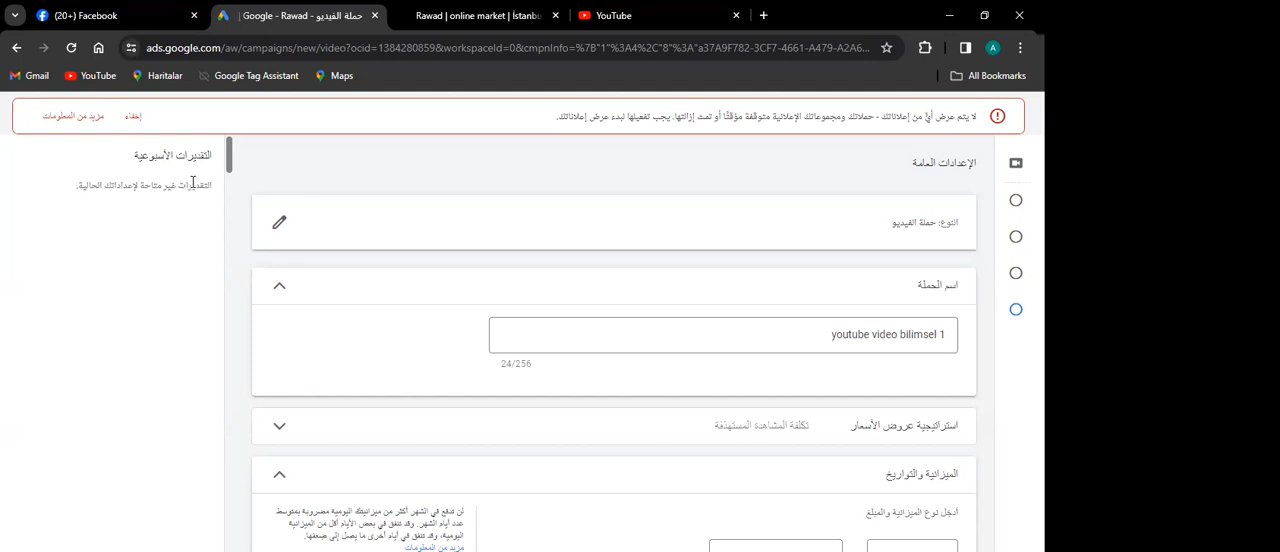 (20+) Facebook
حملة الفيديو - Google - Rawad
Rawad | online market | İstanbu
YouTube
ads.google.com/aw/campaigns/new/video?ocid=1384280859&workspaceId=0&cmpnInfo=%7B"1"%3A4%2C"8"%3A"a37A9F782-3CF7-4661-A479-A2A6...
A
Gmail
YouTube
Haritalar
Google Tag Assistant
Maps
All Bookmarks
لا يتم عرض أيٍّ من إعلاناتك - حملاتك ومجموعاتك الإعلانية متوقفة مؤقتًا أو تمت إزالتها. يجب تفعيلها لبدء عرض إعلاناتك.
إخفاء
مزيد من المعلومات
التقديرات الأسبوعية
التقديرات غير متاحة لإعداداتك الحالية.
الإعدادات العامة
النوع: حملة الفيديو
اسم الحملة
youtube video bilimsel 1
24/256
استراتيجية عروض الأسعار
تكلفة المشاهدة المستهدَفة
الميزانية والتواريخ
أدخِل نوع الميزانية والمبلغ
لن تدفع في الشهر أكثر من ميزانيتك اليومية مضروبة بمتوسط
عدد أيام الشهر. وقد تنفق في بعض الأيام أقل من الميزانية
اليومية، وقد تنفق في أيام أخرى ما يصل إلى ضِعفها.
مزيد من المعلومات